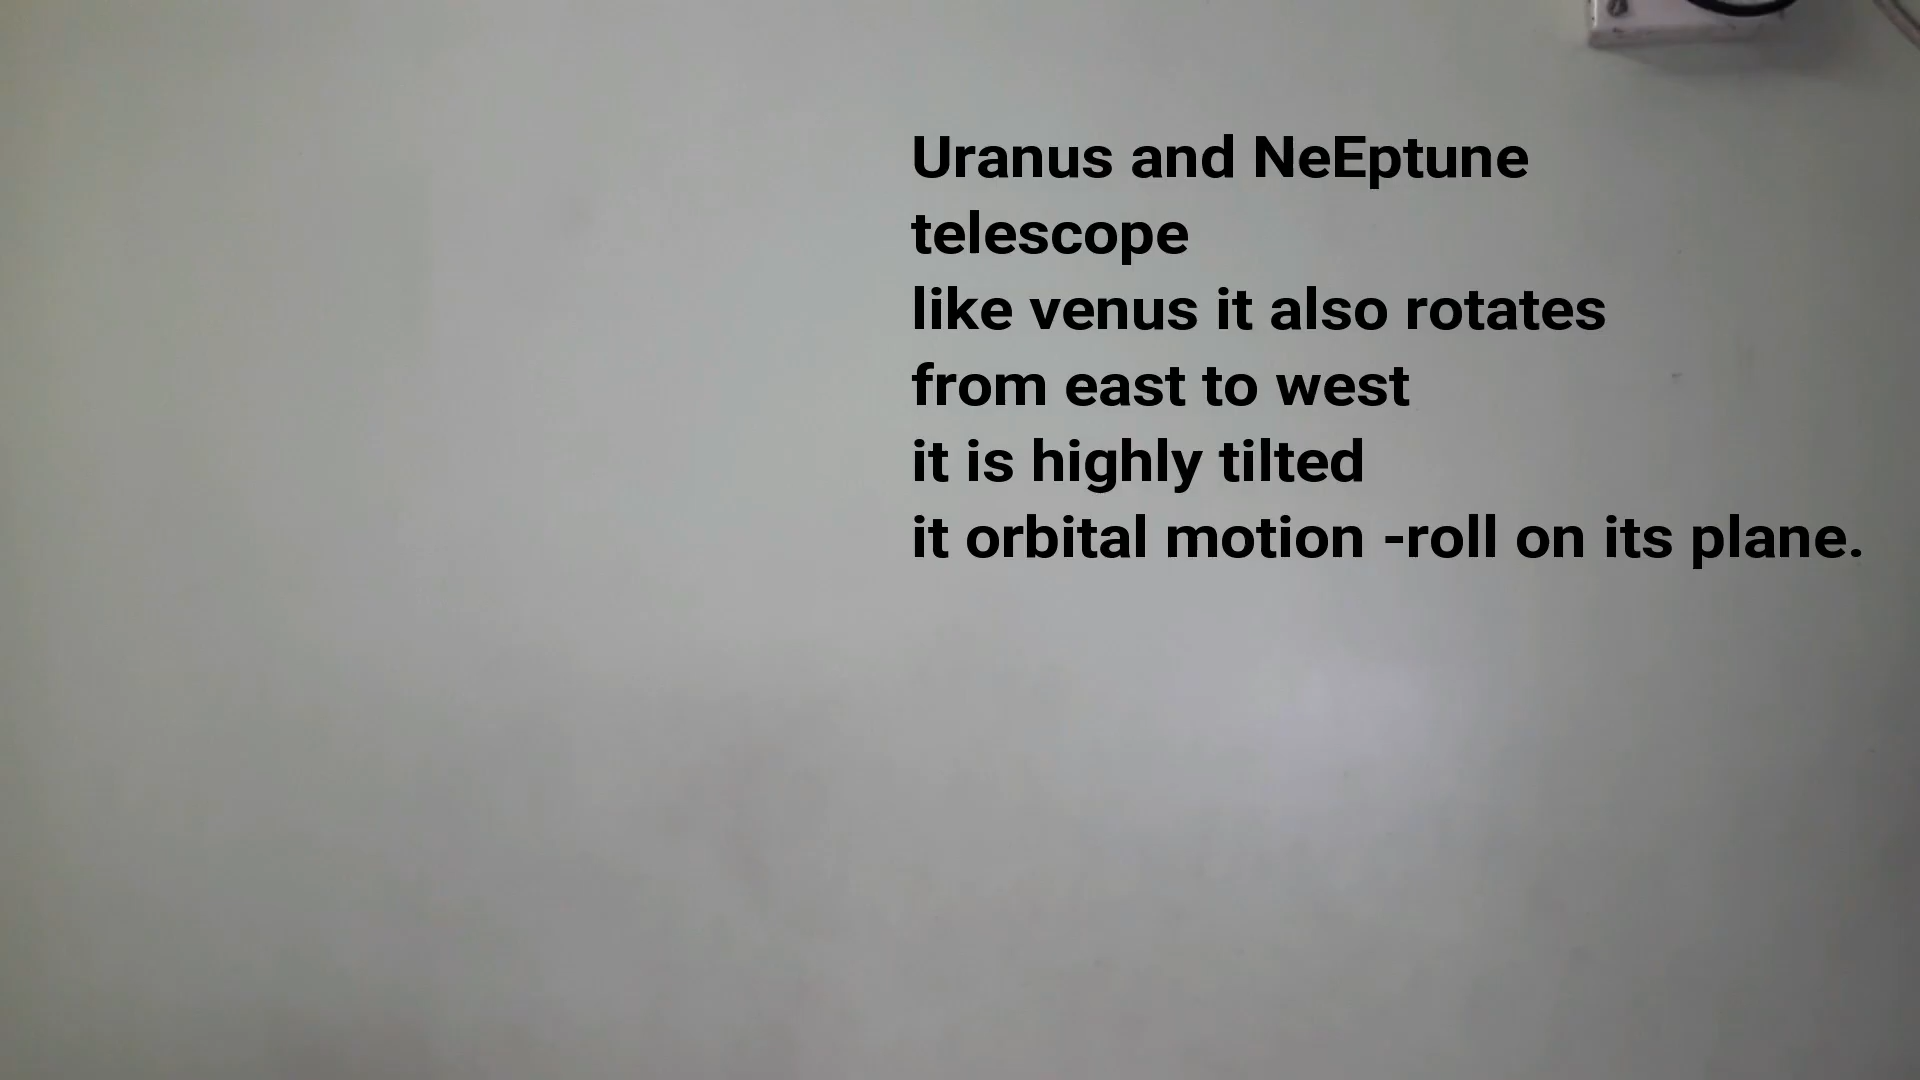 Uranus and NeEptune
telescope
like venus it also rotates
from east to west
it is highly tilted
it orbital motion -roll on its plane.